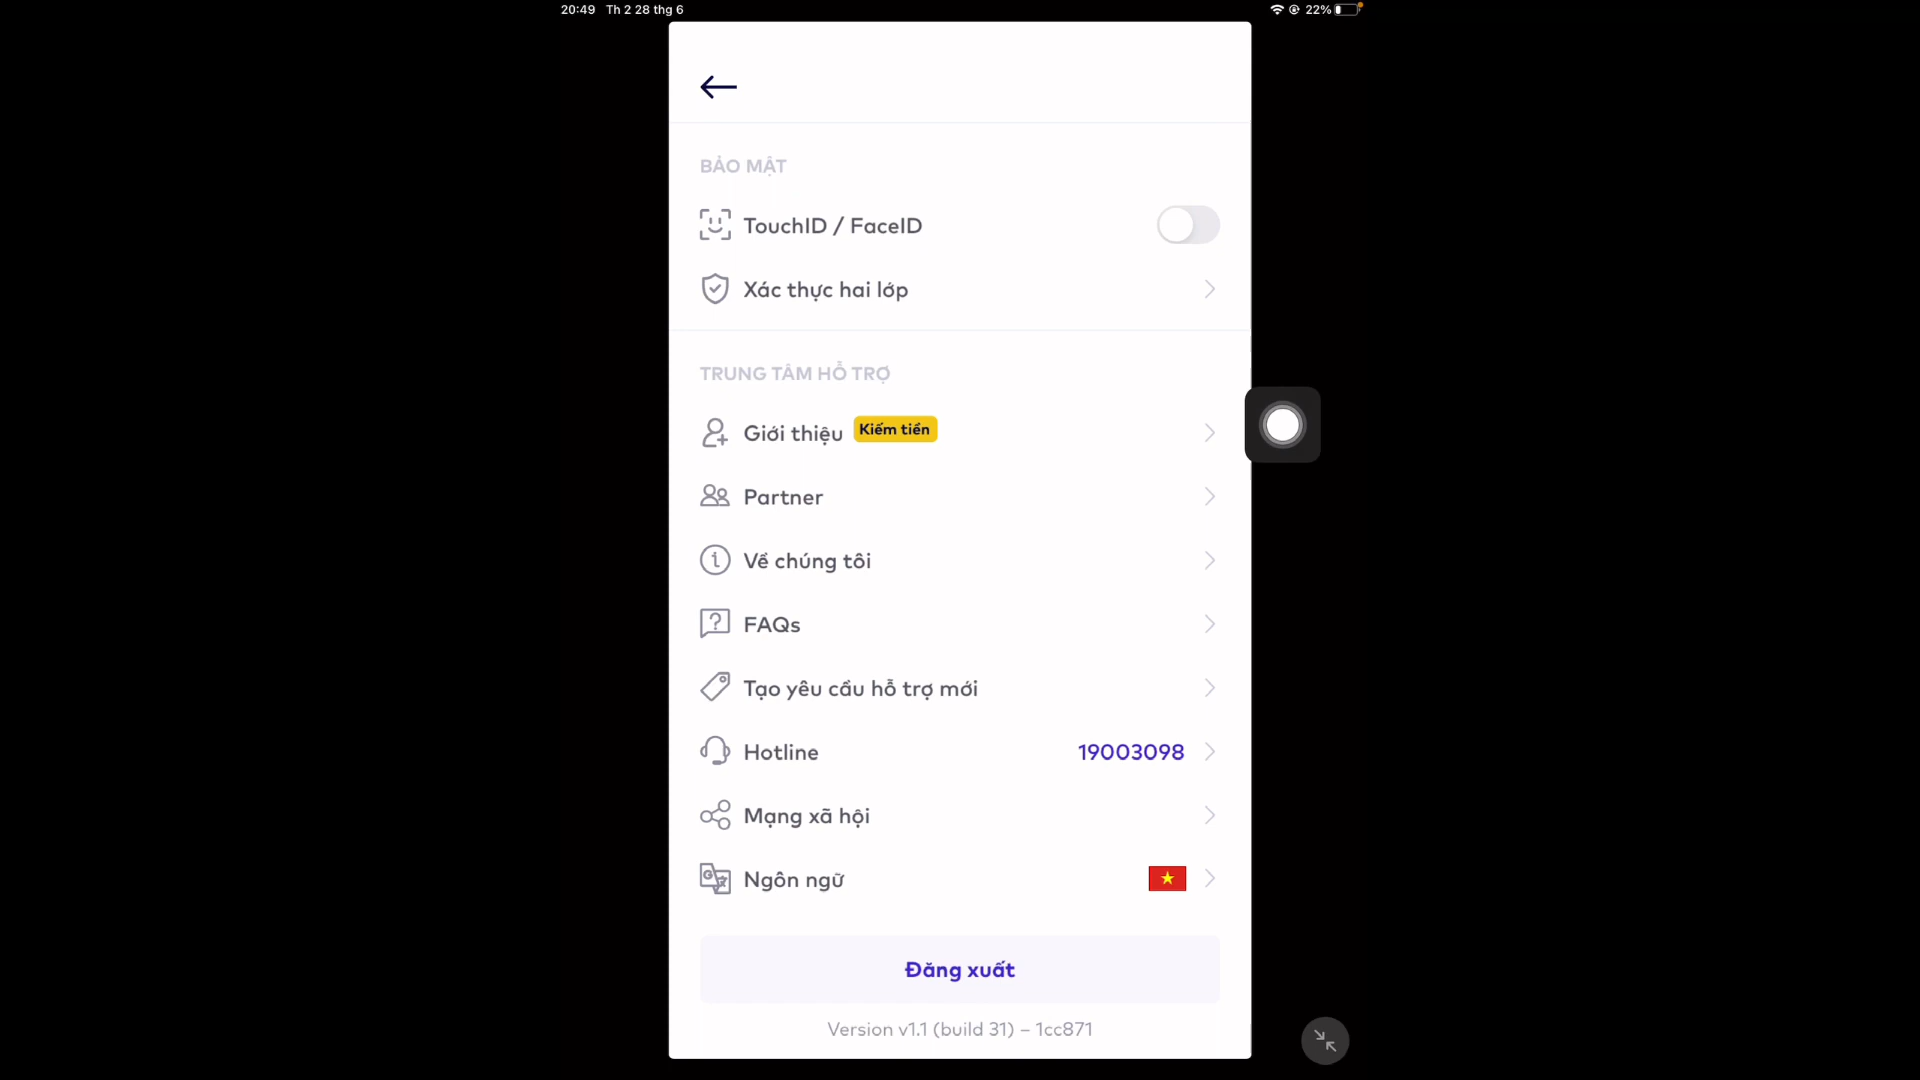 20:49 Th 2 28 thg 6
22%
BẢO MẬT
TouchID / FaceID
Xác thực hai lớp
TRUNG TÂM HỖ TRỢ
Giới thiệu Kiếm tiền
Partner
Về chúng tôi
FAQs
Tạo yêu cầu hỗ trợ mới
Hotline 19003098
Mạng xã hội
Ngôn ngữ
Đăng xuất
Version v1.1 (build 31) – 1cc871